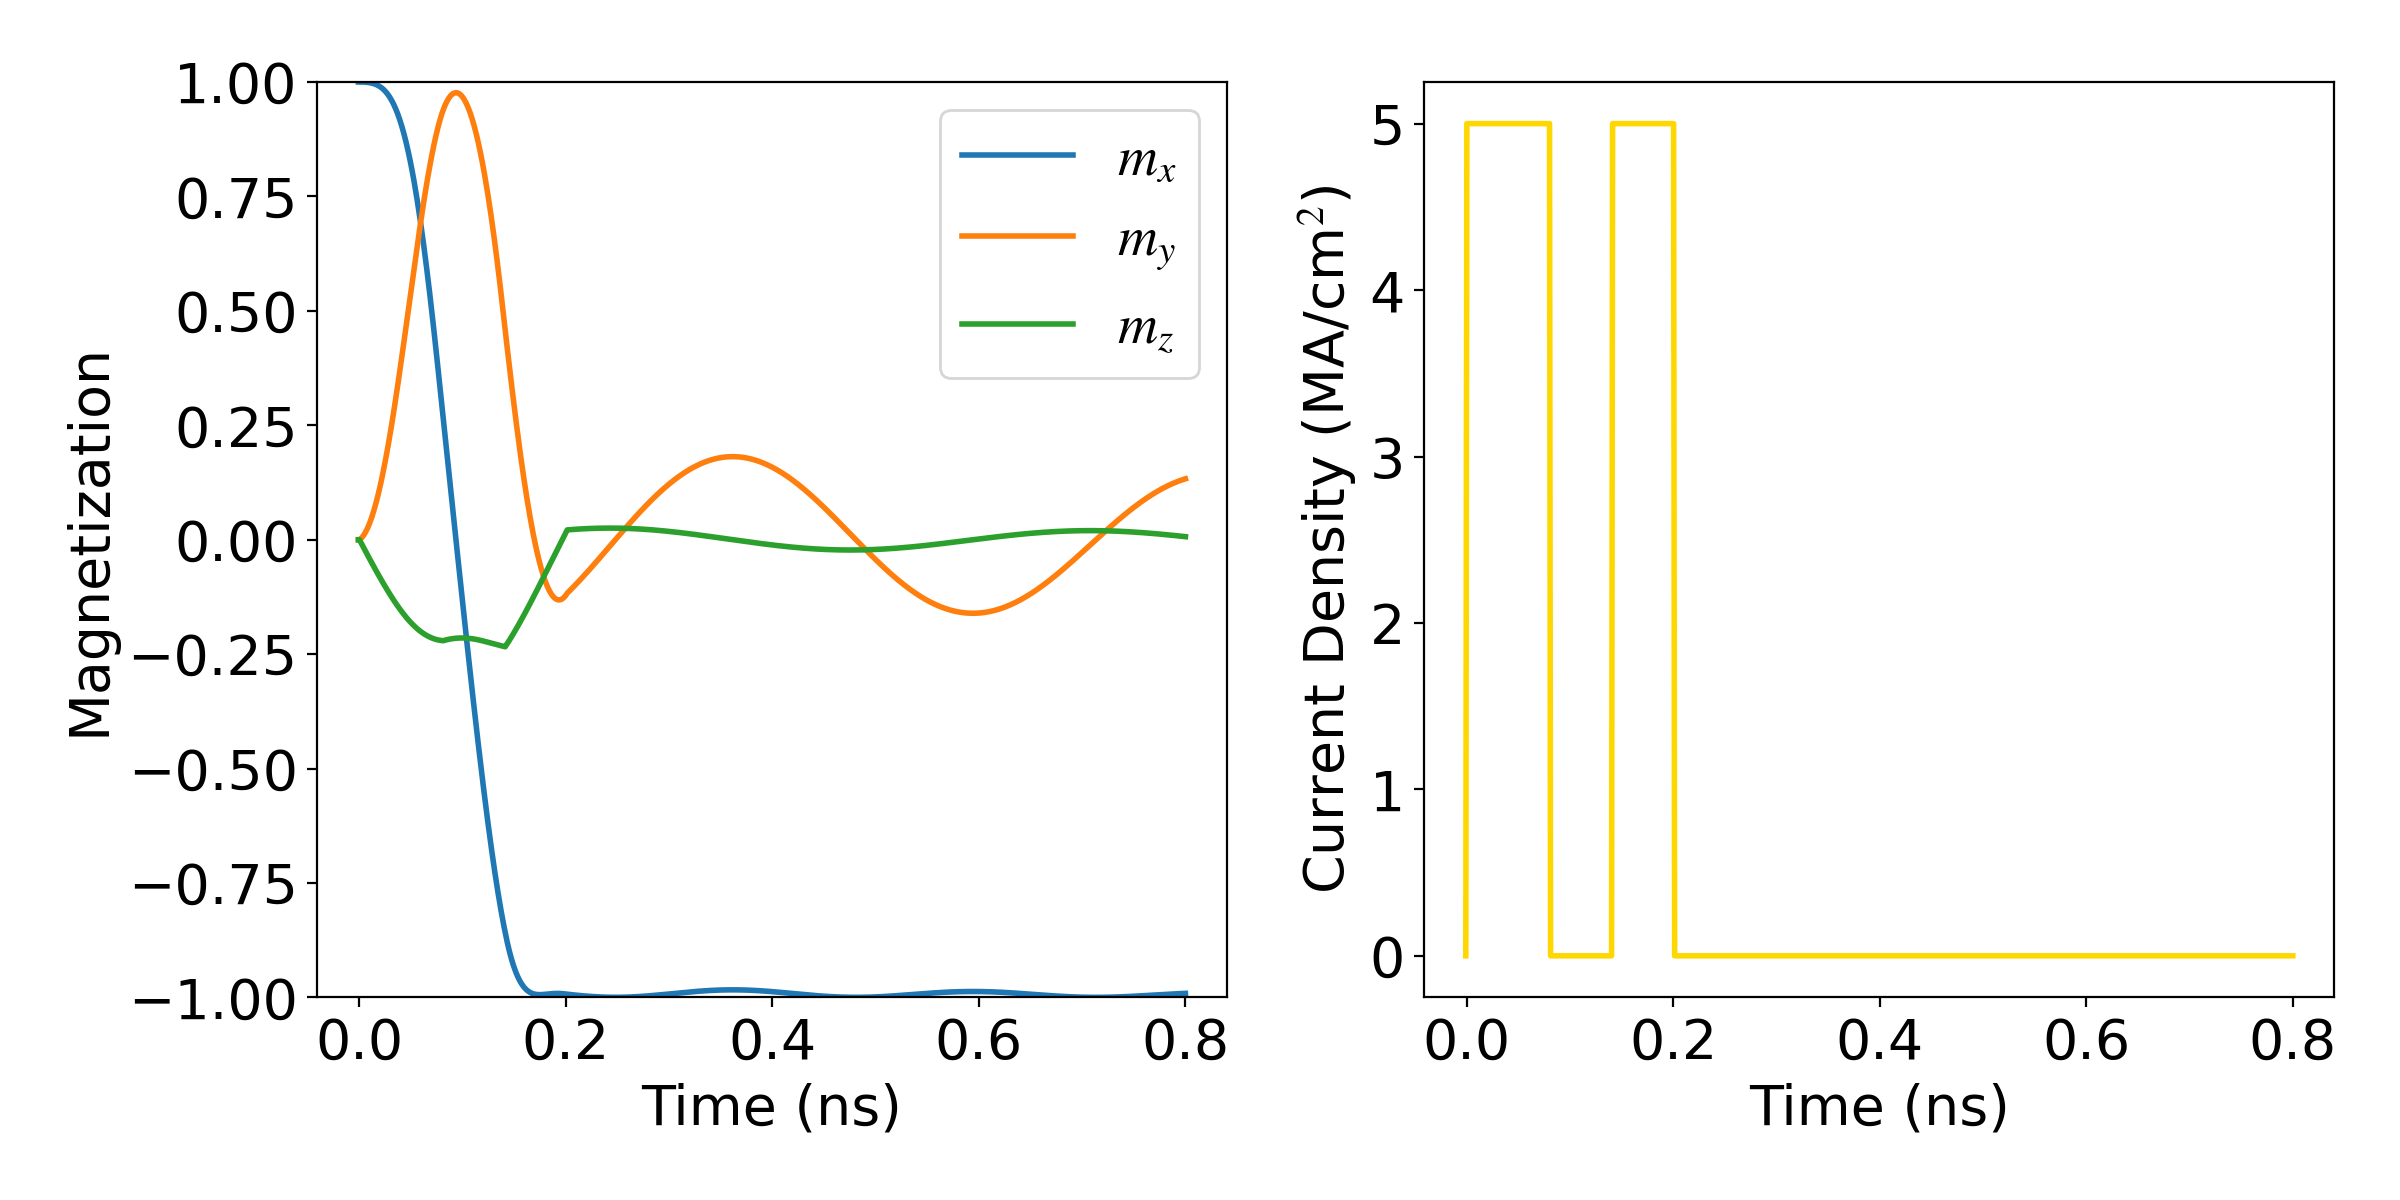 Magnetization
1.00
0.75
0.50
0.25
0.00
−0.25
−0.50
−0.75
−1.00
0.0 0.2 0.4 0.6 0.8
Time (ns)
mₓ
m_y
m_z
Current Density (MA/cm²)
5
4
3
2
1
0
0.0 0.2 0.4 0.6 0.8
Time (ns)